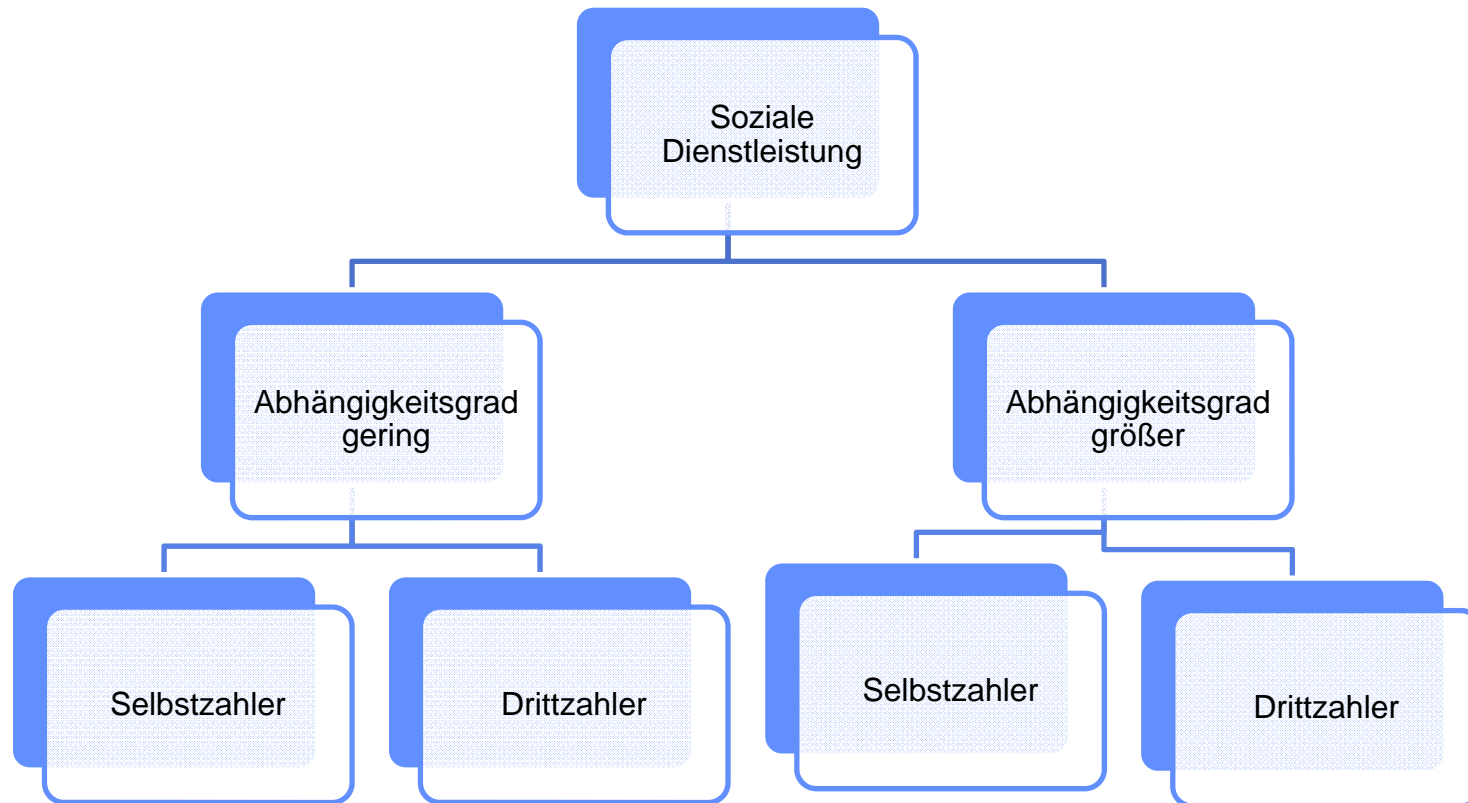 Soziale
Dienstleistung
Abhängigkeitsgrad
gering
Abhängigkeitsgrad
größer
Selbstzahler
Drittzahler
Selbstzahler
Drittzahler